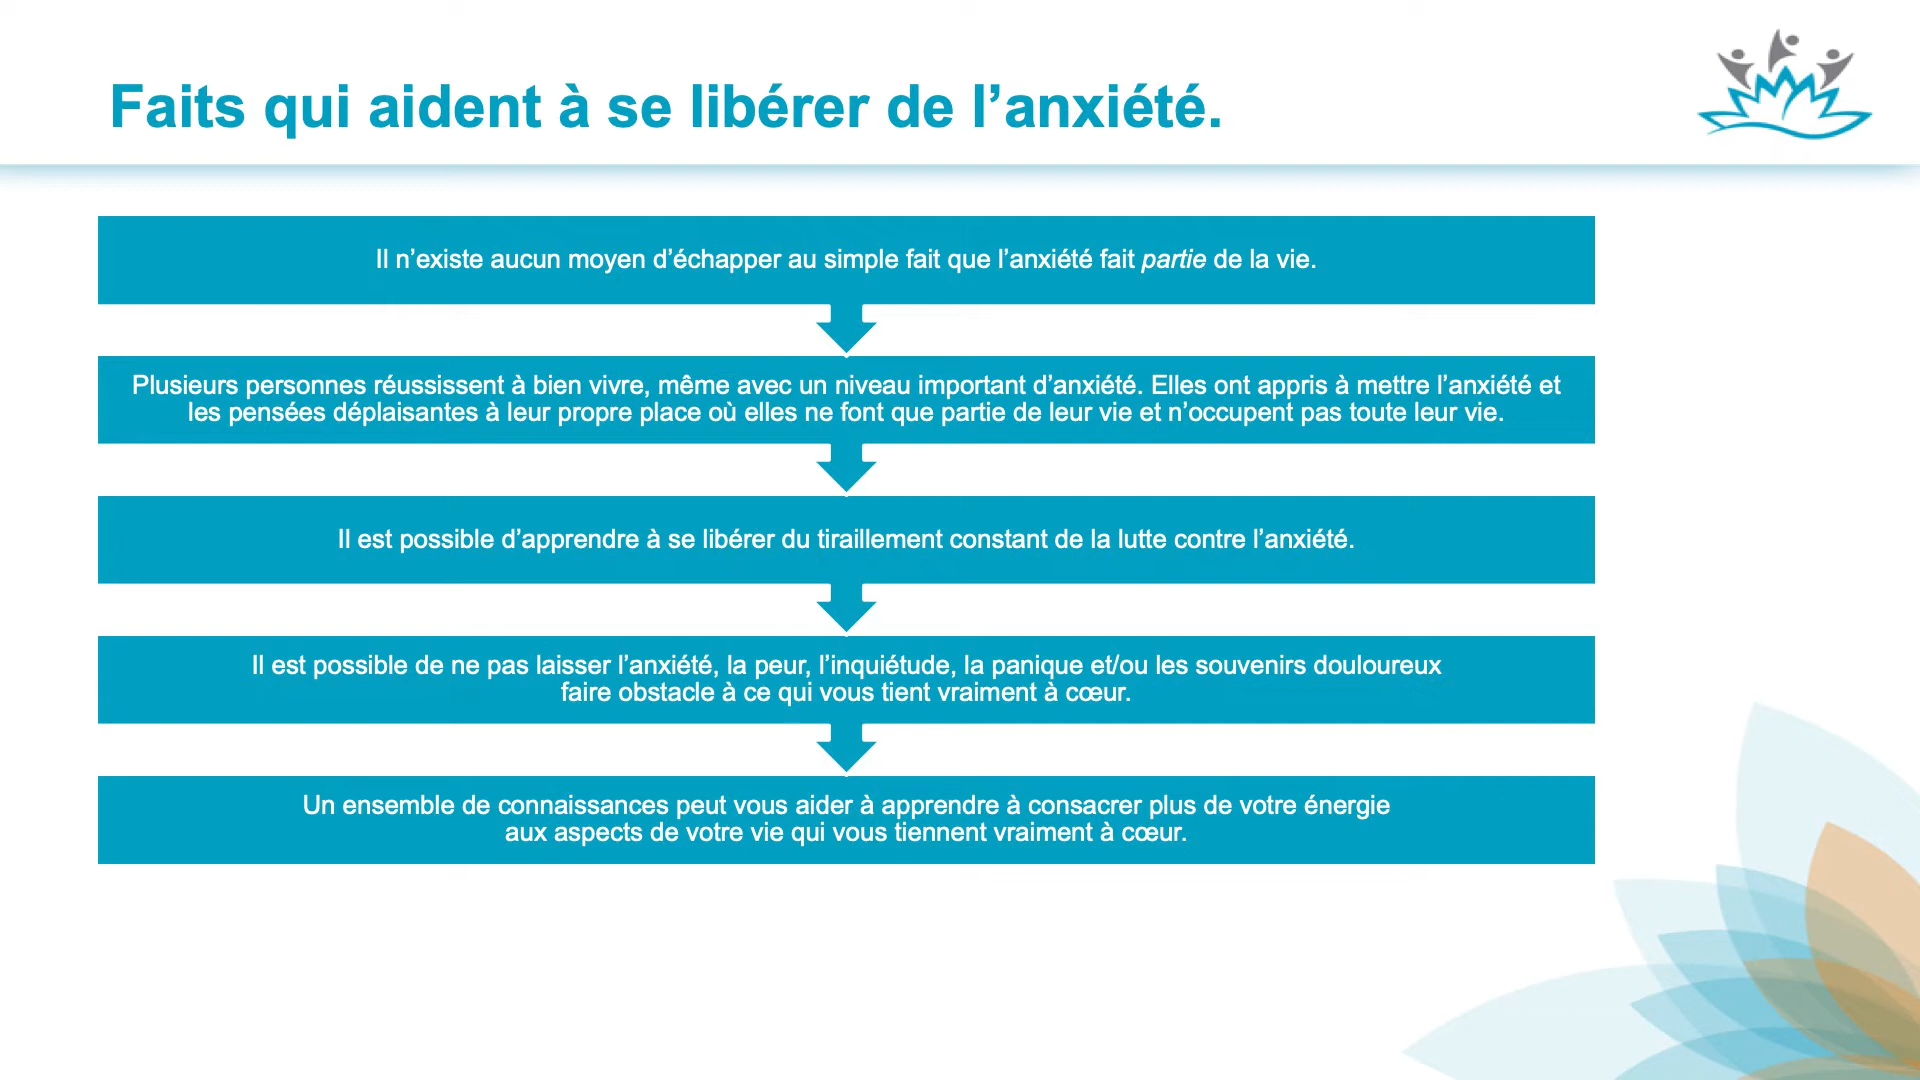 Faits qui aident à se libérer de l’anxiété.
Il n’existe aucun moyen d’échapper au simple fait que l’anxiété fait partie de la vie.
Plusieurs personnes réussissent à bien vivre, même avec un niveau important d’anxiété. Elles ont appris à mettre l’anxiété et
les pensées déplaisantes à leur propre place où elles ne font que partie de leur vie et n’occupent pas toute leur vie.
Il est possible d’apprendre à se libérer du tiraillement constant de la lutte contre l’anxiété.
Il est possible de ne pas laisser l’anxiété, la peur, l’inquiétude, la panique et/ou les souvenirs douloureux
faire obstacle à ce qui vous tient vraiment à cœur.
Un ensemble de connaissances peut vous aider à apprendre à consacrer plus de votre énergie
aux aspects de votre vie qui vous tiennent vraiment à cœur.